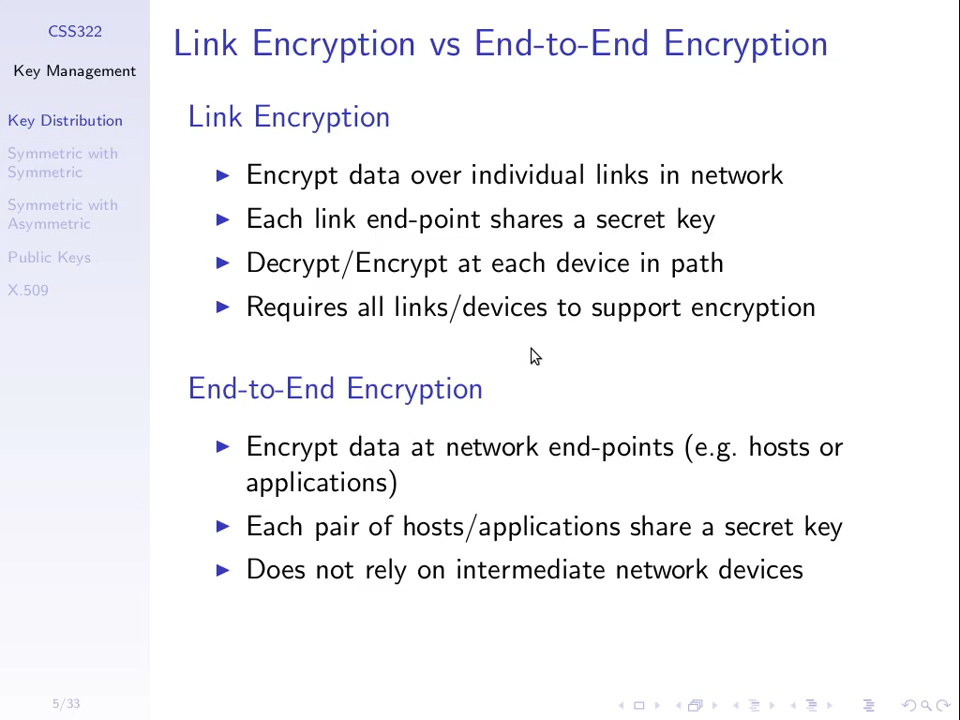 CSS322
Key Management
Key Distribution
Symmetric with
Symmetric
Symmetric with
Asymmetric
Public Keys
X.509
5/33
Link Encryption vs End-to-End Encryption
Link Encryption
Encrypt data over individual links in network
Each link end-point shares a secret key
Decrypt/Encrypt at each device in path
Requires all links/devices to support encryption
End-to-End Encryption
Encrypt data at network end-points (e.g. hosts or
applications)
Each pair of hosts/applications share a secret key
Does not rely on intermediate network devices